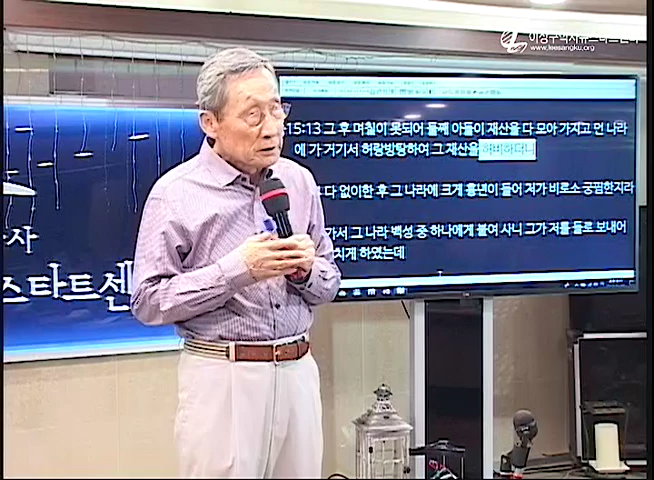 이상구박사뉴스타트센터
www.leesangku.org
15:13 그 후 며칠이 못되어 둘째 아들이 재산을 다 모아 가지고 먼 나라
에 가 거기서 허랑방탕하여 그 재산을 허비하더니
다 없이한 후 그 나라에 크게 흉년이 들어 저가 비로소 궁핍한지라
가서 그 나라 백성 중 하나에게 붙여 사니 그가 저를 들로 보내어
치게 하였는데
사
스타트센